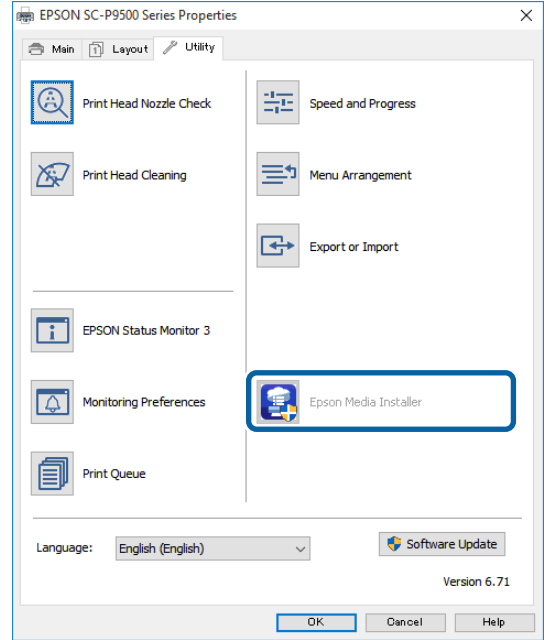 EPSON SC-P9500 Series Properties
Main
Layout
Utility
Print Head Nozzle Check
Speed and Progress
Print Head Cleaning
Menu Arrangement
Export or Import
EPSON Status Monitor 3
Monitoring Preferences
Epson Media Installer
Print Queue
Language:
English (English)
Software Update
Version 6.71
OK
Cancel
Help